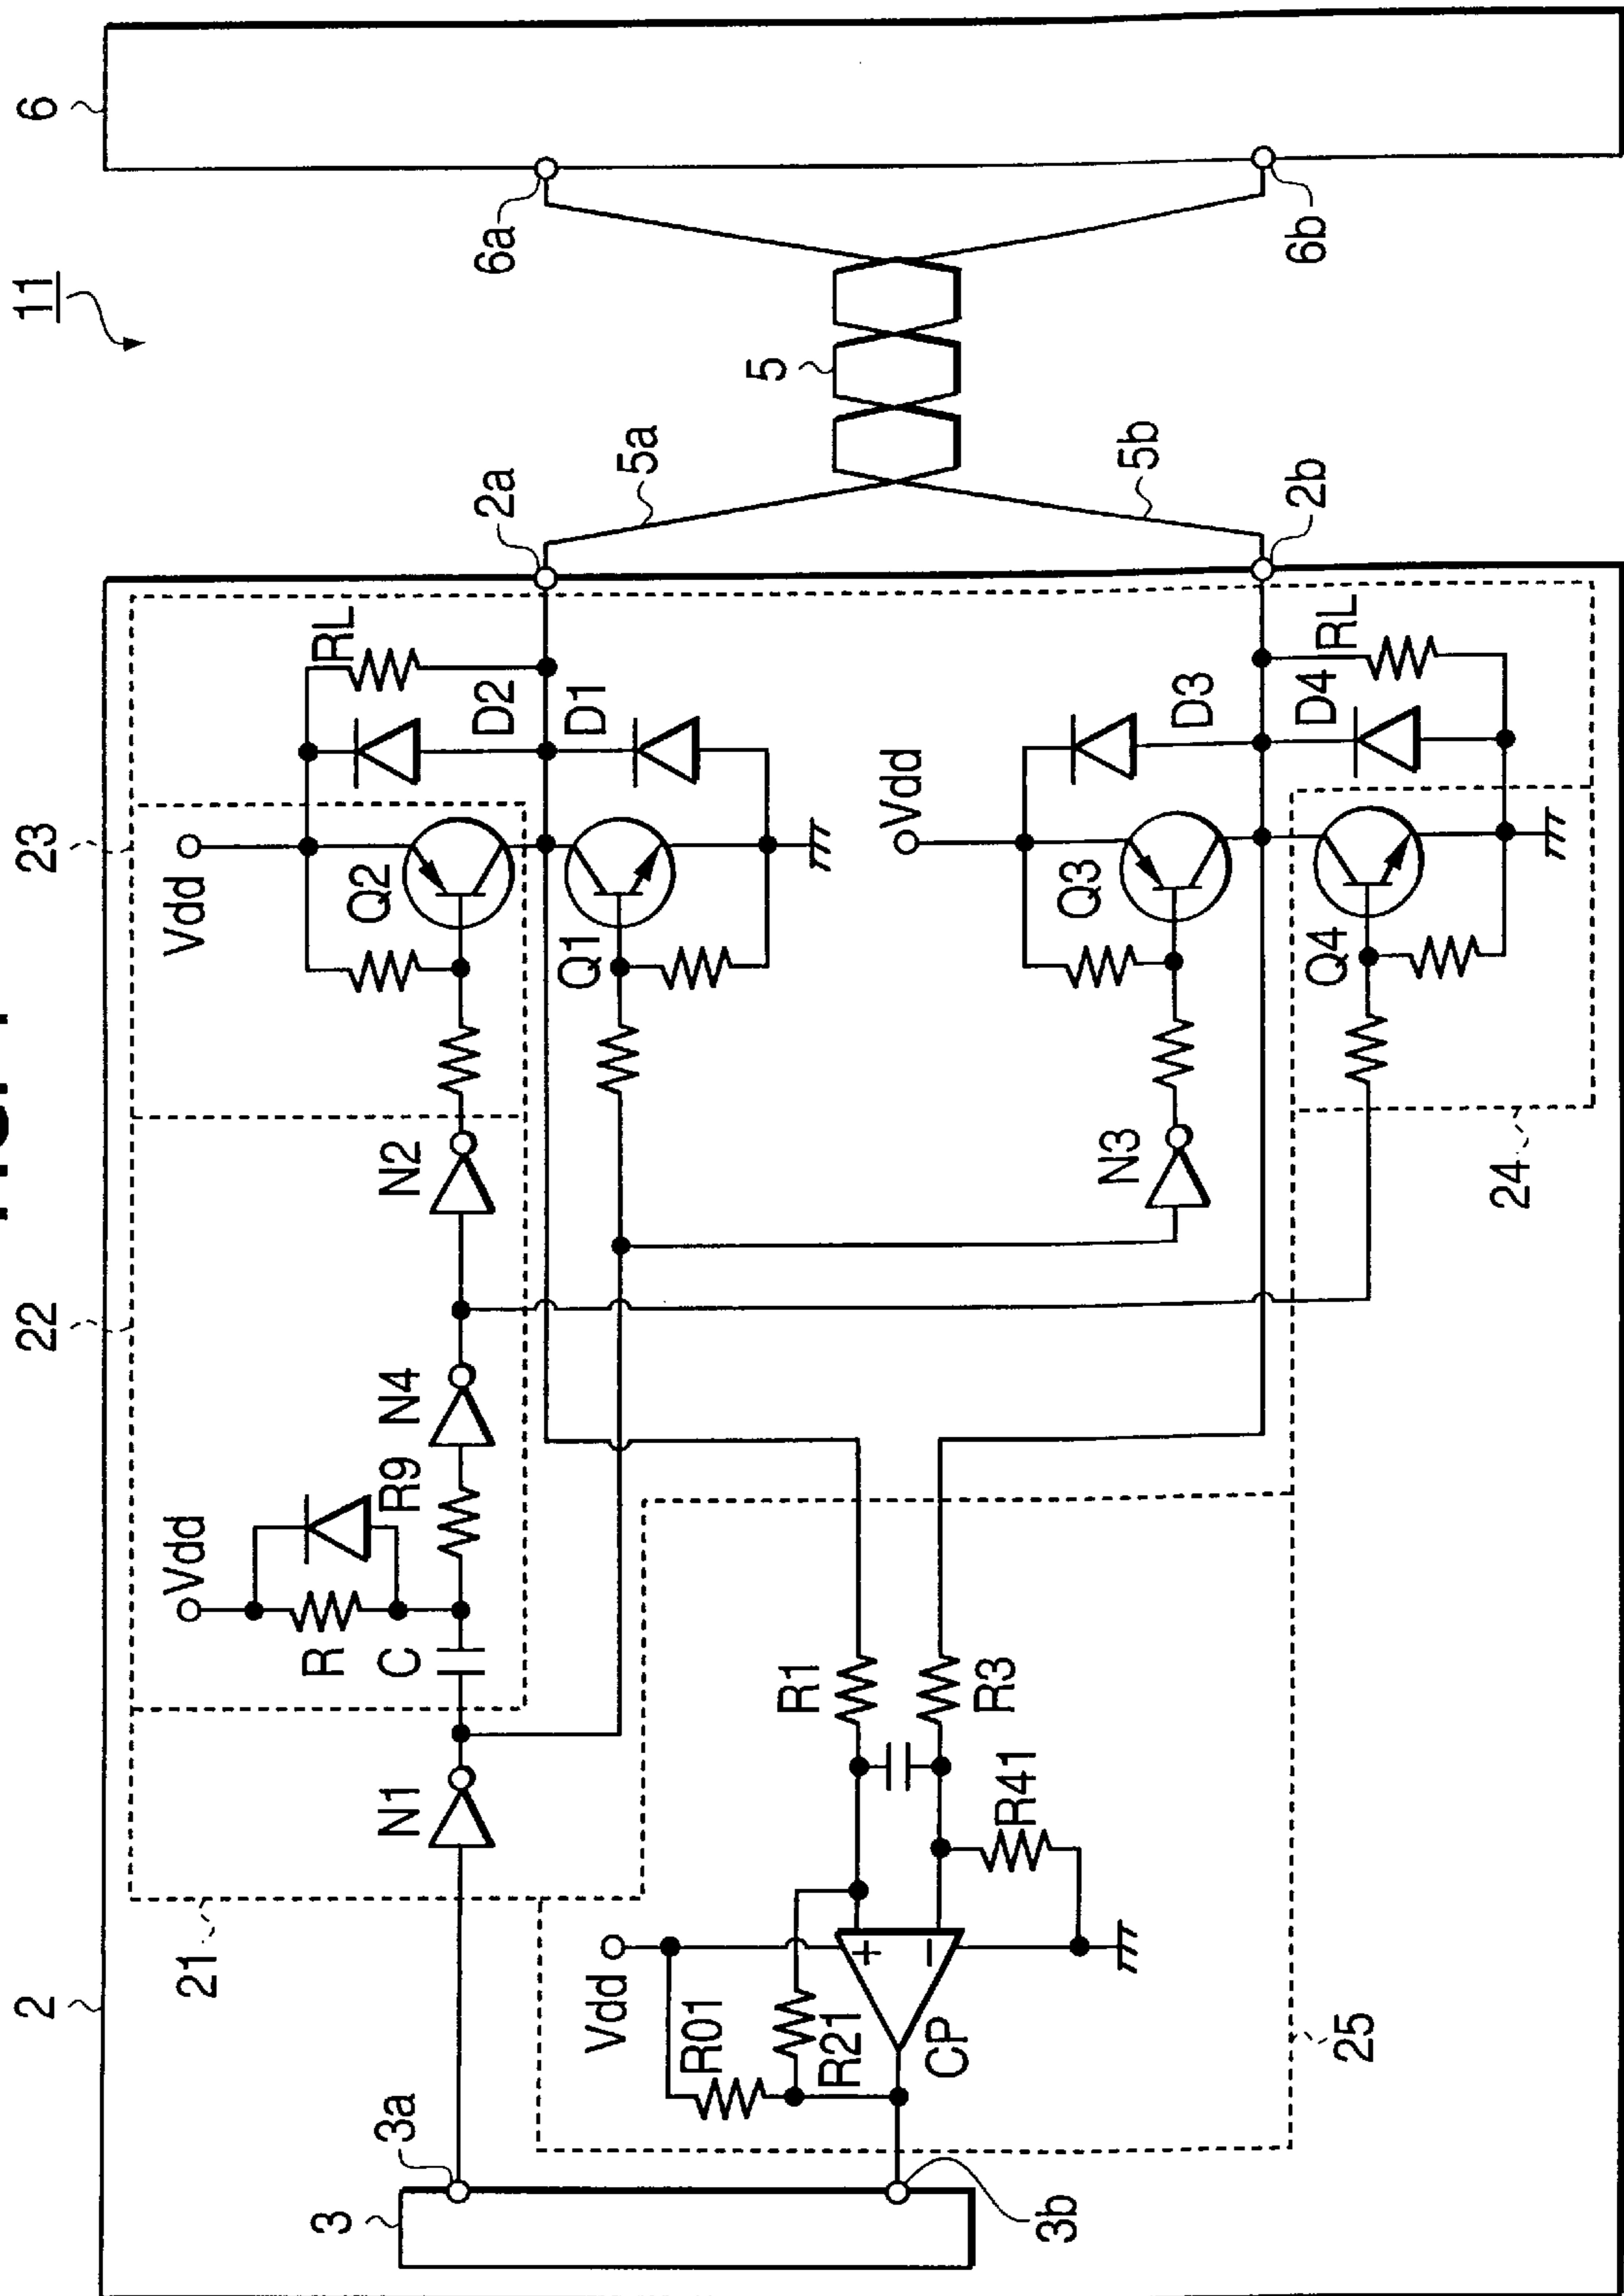 11
2
21
22
23
6
3
3a
3b
N1
Vdd
R
C
R9
N4
N2
Vdd
Q2
RL
D2
2a
6a
Q1
D1
5a
5
5b
Vdd
R01
R21
CP
R1
R3
R41
N3
Vdd
Q3
D3
Q4
D4
RL
2b
6b
25
24